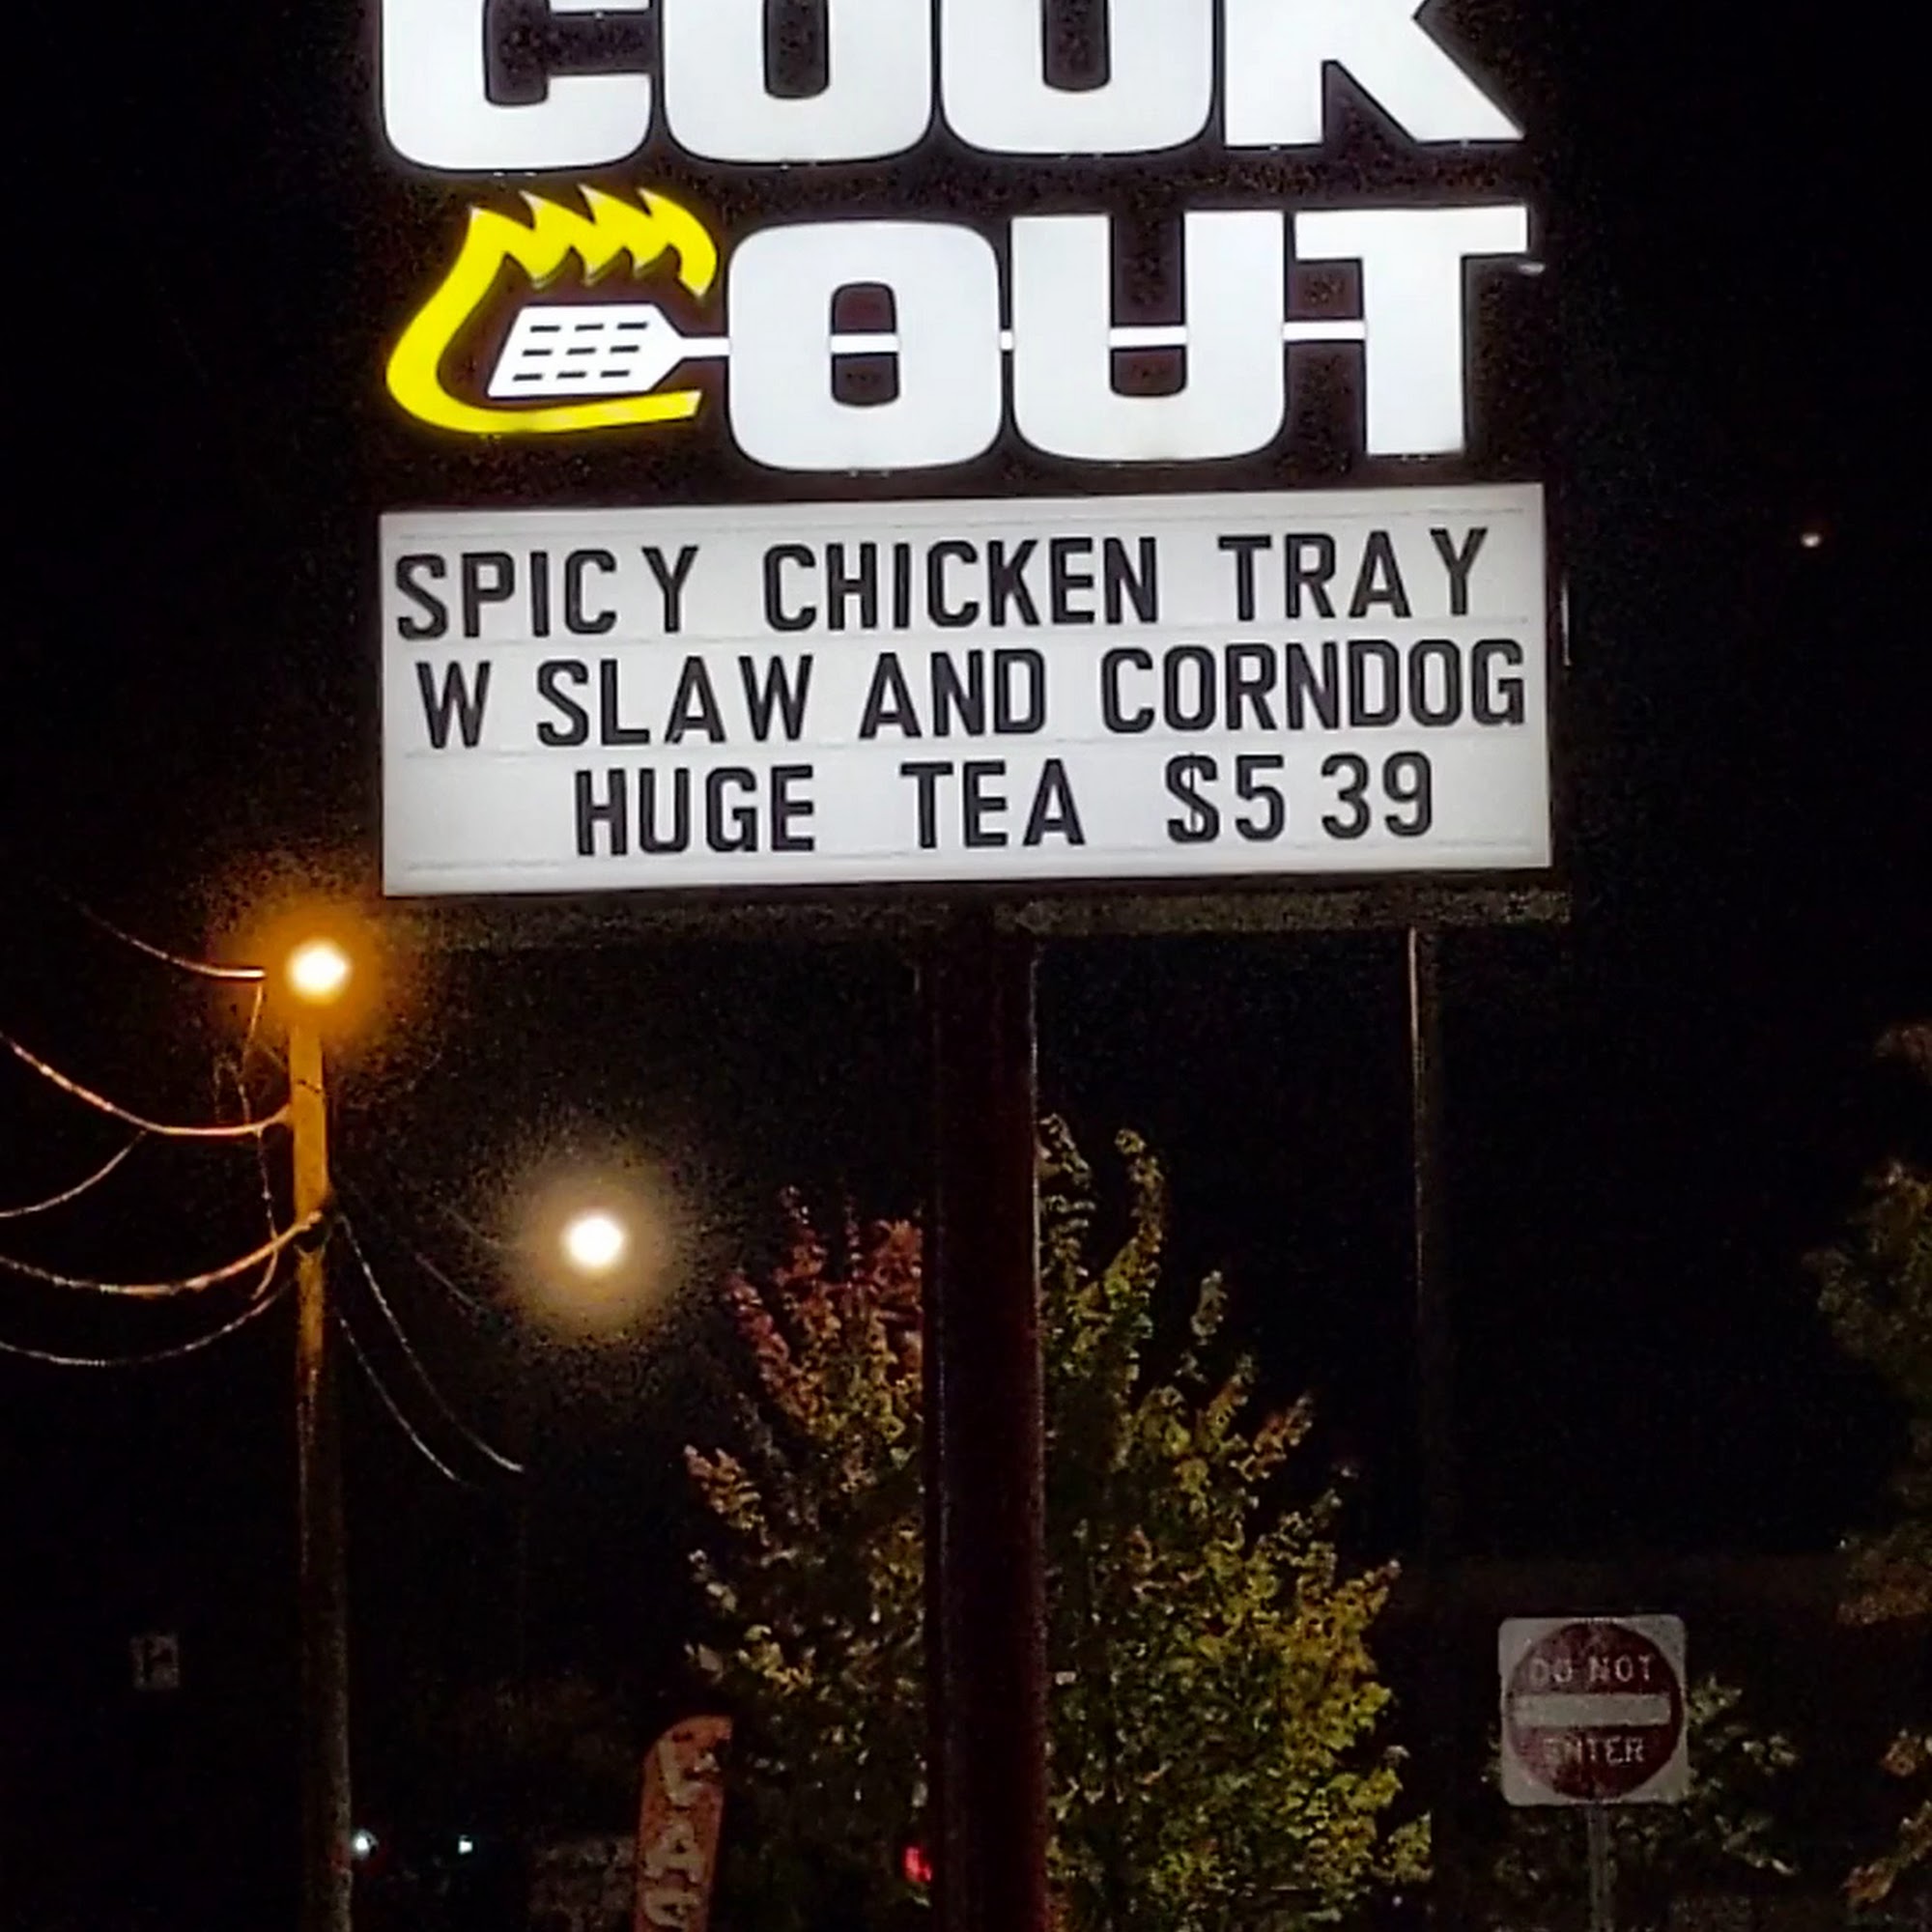 COOK
OUT
SPICY CHICKEN TRAY
W SLAW AND CORNDOG
HUGE TEA $5 39
DO NOT
ENTER